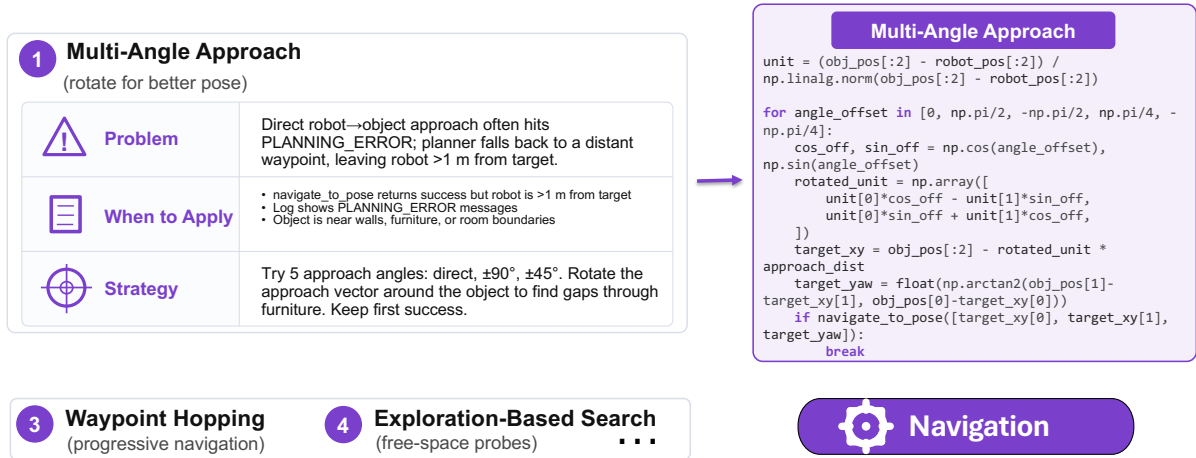 1 Multi-Angle Approach
(rotate for better pose)
Problem
Direct robot→object approach often hits
PLANNING_ERROR; planner falls back to a distant
waypoint, leaving robot >1 m from target.
When to Apply
• navigate_to_pose returns success but robot is >1 m from target
• Log shows PLANNING_ERROR messages
• Object is near walls, furniture, or room boundaries
Strategy
Try 5 approach angles: direct, ±90°, ±45°. Rotate the
approach vector around the object to find gaps through
furniture. Keep first success.
Multi-Angle Approach
unit = (obj_pos[:2] - robot_pos[:2]) /
np.linalg.norm(obj_pos[:2] - robot_pos[:2])
for angle_offset in [0, np.pi/2, -np.pi/2, np.pi/4, -
np.pi/4]:
    cos_off, sin_off = np.cos(angle_offset),
np.sin(angle_offset)
    rotated_unit = np.array([
        unit[0]*cos_off - unit[1]*sin_off,
        unit[0]*sin_off + unit[1]*cos_off,
    ])
    target_xy = obj_pos[:2] - rotated_unit *
approach_dist
    target_yaw = float(np.arctan2(obj_pos[1]-
target_xy[1], obj_pos[0]-target_xy[0]))
    if navigate_to_pose([target_xy[0], target_xy[1],
target_yaw]):
        break
3 Waypoint Hopping
(progressive navigation)
4 Exploration-Based Search
(free-space probes) ...
Navigation